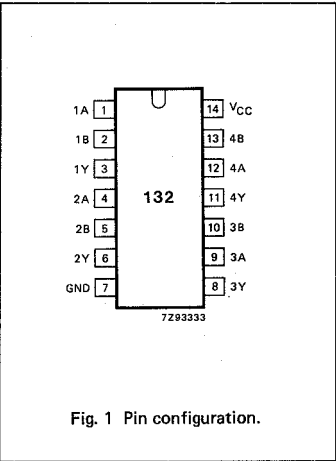 1A 1 14 VCC
1B 2 13 4B
1Y 3 12 4A
2A 4 132 11 4Y
2B 5 10 3B
2Y 6 9 3A
GND 7 8 3Y
7Z93333
Fig. 1 Pin configuration.